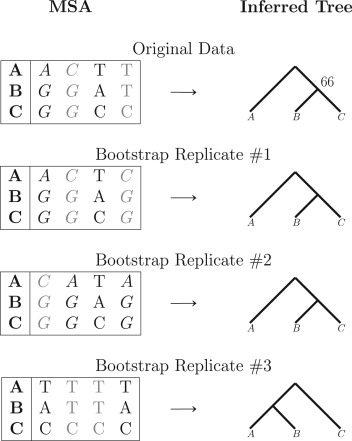 MSA Inferred Tree
Original Data
A A C T T
B G G A T
C G G C C
→
66
A B C
Bootstrap Replicate #1
A A C T C
B G G A G
C G G C G
→
A B C
Bootstrap Replicate #2
A C A T A
B G G A G
C G G C G
→
A B C
Bootstrap Replicate #3
A T T T T
B A T T A
C C C C C
→
A B C